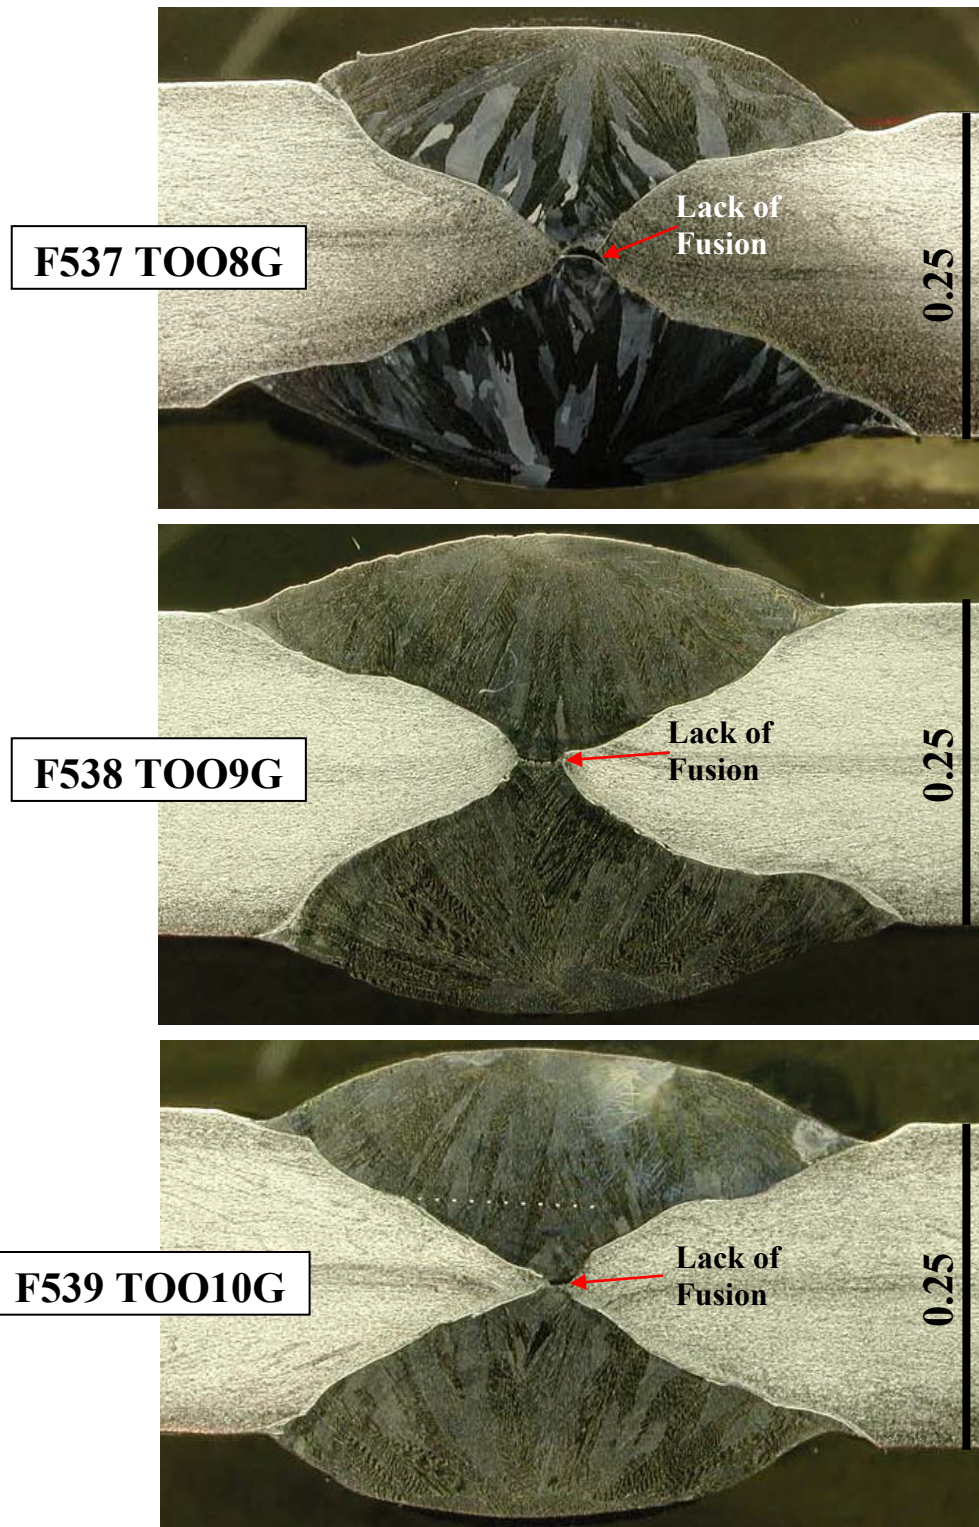 Lack of
Fusion
F537 TOO8G
0.25
Lack of
Fusion
F538 TOO9G
0.25
Lack of
Fusion
F539 TOO10G
0.25